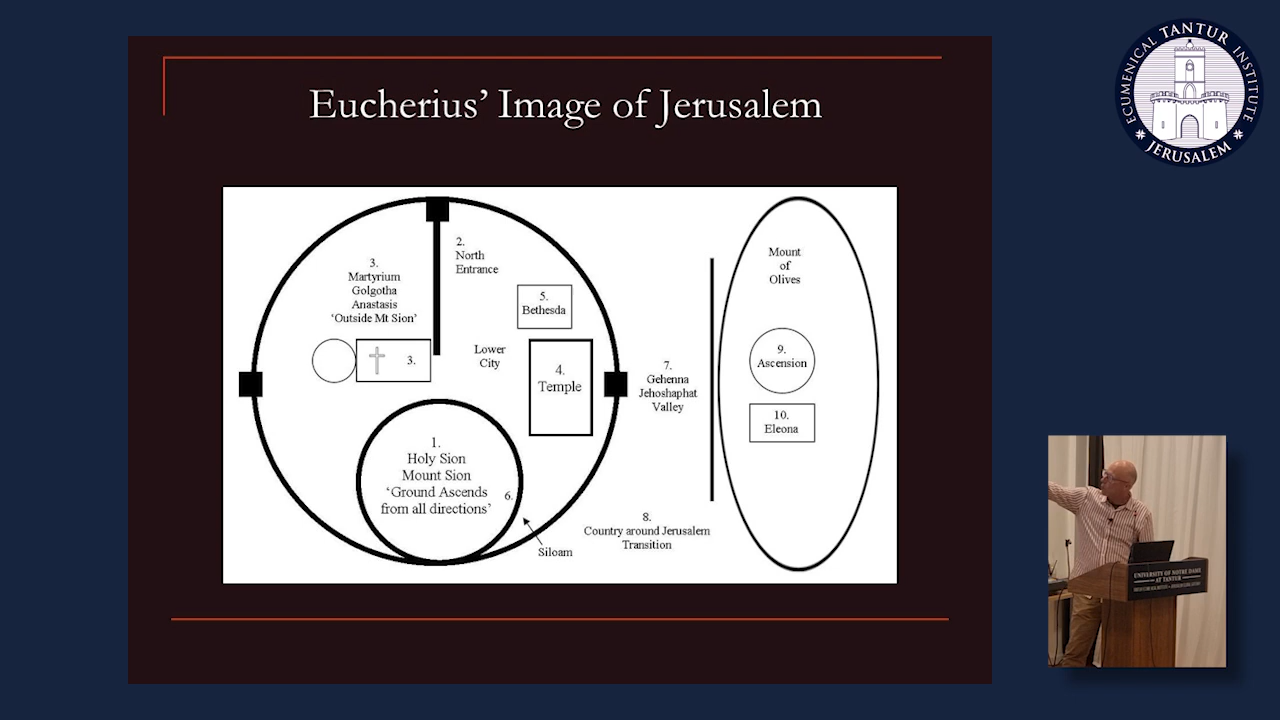 Eucherius’ Image of Jerusalem
3.
Martyrium
Golgotha
Anastasis
‘Outside Mt Sion’
2.
North
Entrance
5.
Bethesda
3.
Lower
City
4.
Temple
1.
Holy Sion
Mount Sion
‘Ground Ascends
from all directions’
6.
Siloam
7.
Gehenna
Jehoshaphat
Valley
8.
Country around Jerusalem
Transition
Mount
of
Olives
9.
Ascension
10.
Eleona
ECUMENICAL TANTUR INSTITUTE
JERUSALEM
UNIVERSITY OF NOTRE DAME
AT TANTUR